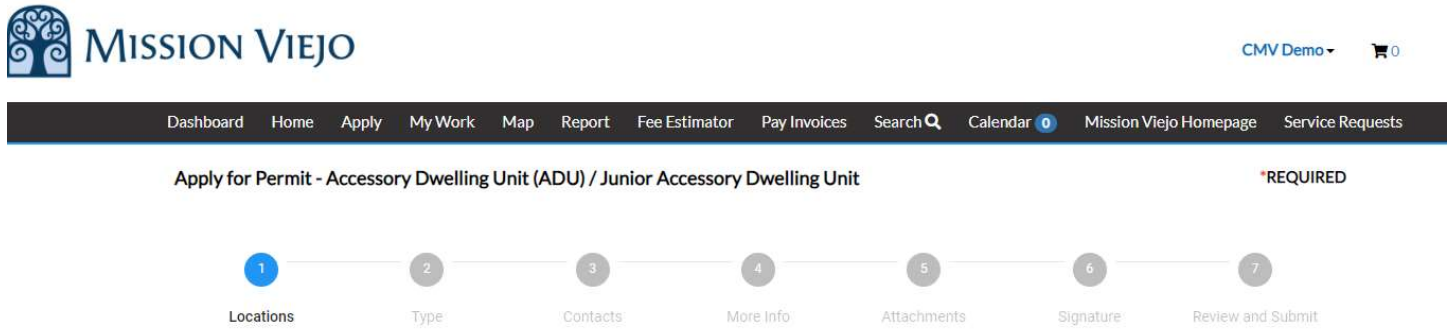 MISSION VIEJO
CMV Demo 0
Dashboard Home Apply My Work Map Report Fee Estimator Pay Invoices Search Calendar 0 Mission Viejo Homepage Service Requests
Apply for Permit - Accessory Dwelling Unit (ADU) / Junior Accessory Dwelling Unit *REQUIRED
1 2 3 4 5 6 7
Locations Type Contacts More Info Attachments Signature Review and Submit